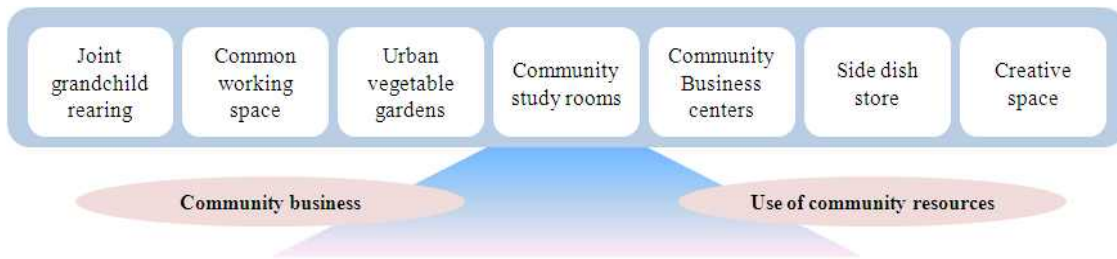 Joint
grandchild
rearing
Common
working
space
Urban
vegetable
gardens
Community
study rooms
Community
Business
centers
Side dish
store
Creative
space
Community business
Use of community resources